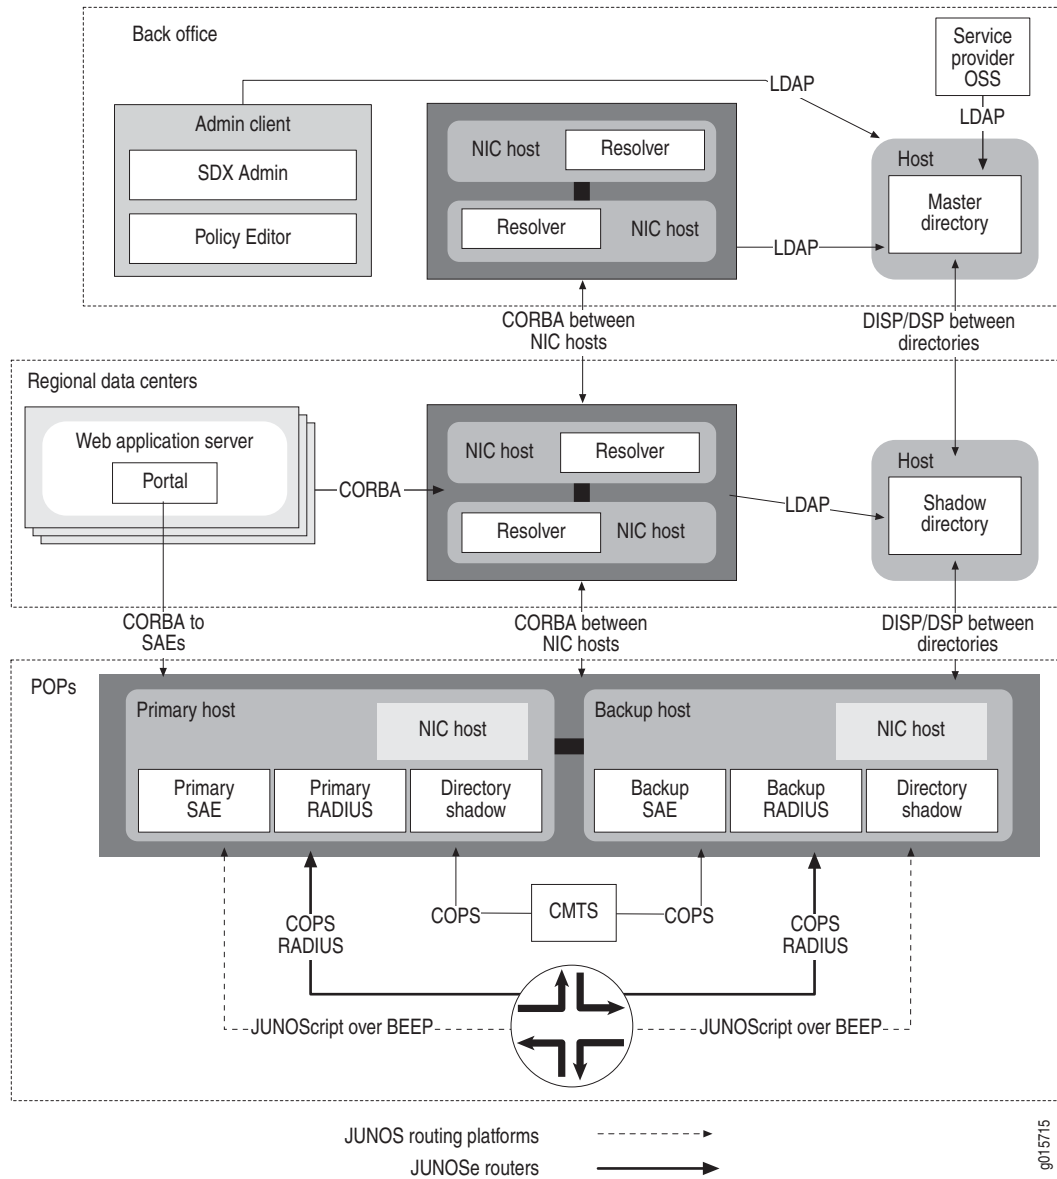 Back office
Service
provider
OSS
LDAP
LDAP
Admin client
SDX Admin
Policy Editor
NIC host
Resolver
Resolver
NIC host
LDAP
Host
Master
directory
CORBA between
NIC hosts
DISP/DSP between
directories
Regional data centers
Web application server
Portal
CORBA
NIC host
Resolver
Resolver
NIC host
LDAP
Host
Shadow
directory
CORBA to
SAEs
CORBA between
NIC hosts
DISP/DSP between
directories
POPs
Primary host
NIC host
Primary
SAE
Primary
RADIUS
Directory
shadow
Backup host
NIC host
Backup
SAE
Backup
RADIUS
Directory
shadow
COPS
RADIUS
COPS
CMTS
COPS
COPS
RADIUS
JUNOScript over BEEP
JUNOScript over BEEP
JUNOS routing platforms
JUNOSe routers
g015715